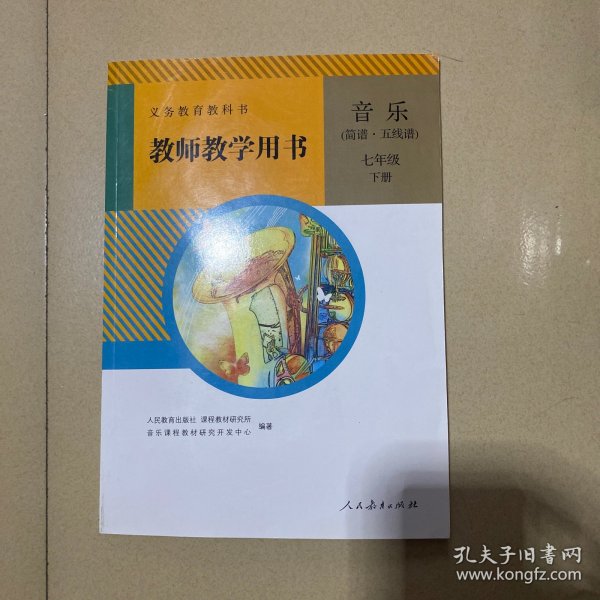 义务教育教科书
教师教学用书
音乐
(简谱·五线谱)
七年级
下册
人民教育出版社 课程教材研究所
音乐课程教材研究开发中心
编著
人民教育出版社
孔夫子旧书网
www.kongfz.com